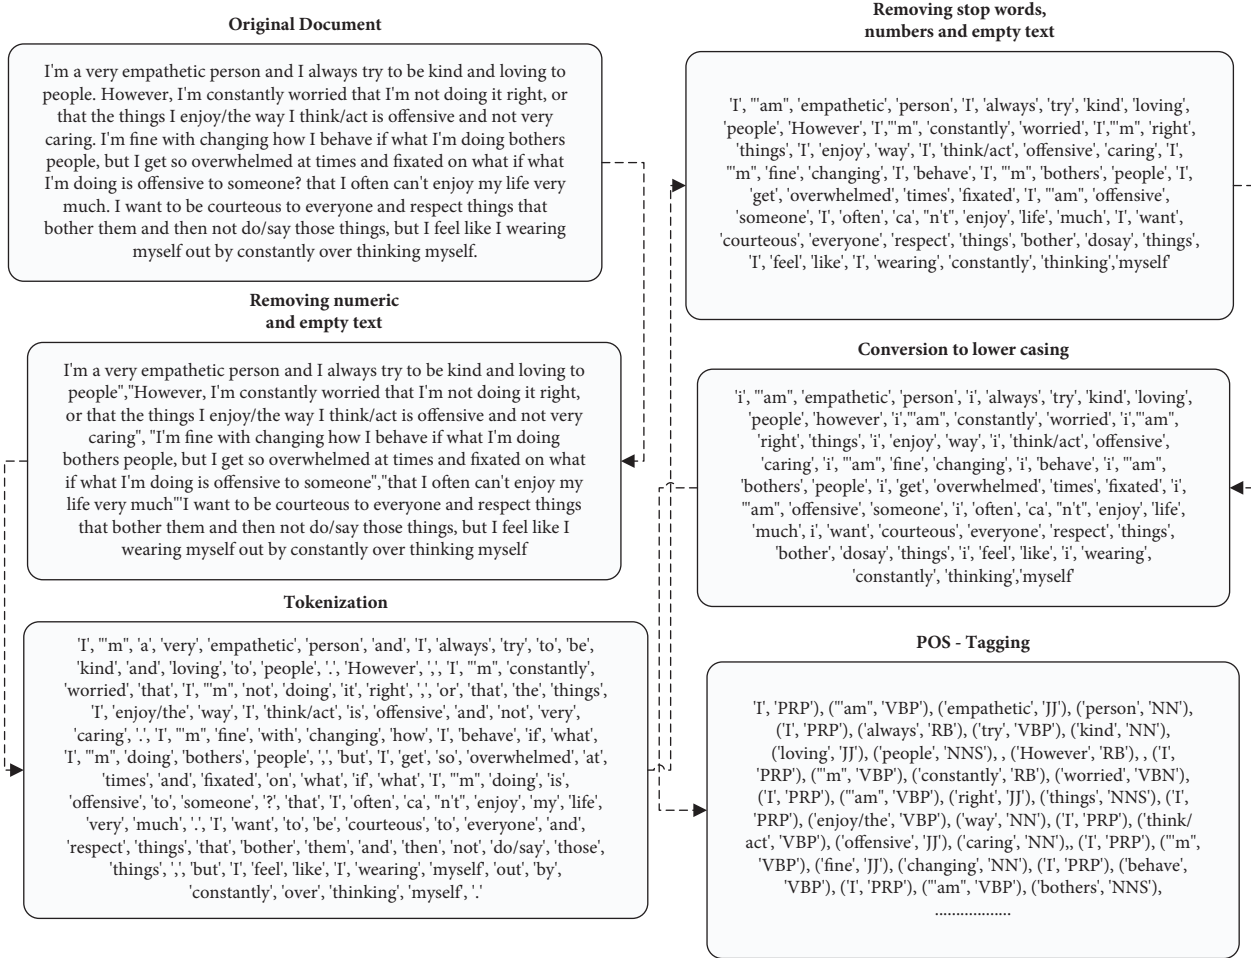 Original Document
I'm a very empathetic person and I always try to be kind and loving to
people. However, I'm constantly worried that I'm not doing it right, or
that the things I enjoy/the way I think/act is offensive and not very
caring. I'm fine with changing how I behave if what I'm doing bothers
people, but I get so overwhelmed at times and fixated on what if what
I'm doing is offensive to someone? that I often can't enjoy my life very
much. I want to be courteous to everyone and respect things that
bother them and then not do/say those things, but I feel like I wearing
myself out by constantly over thinking myself.
Removing numeric
and empty text
I'm a very empathetic person and I always try to be kind and loving to
people","However, I'm constantly worried that I'm not doing it right,
or that the things I enjoy/the way I think/act is offensive and not very
caring", "I'm fine with changing how I behave if what I'm doing
bothers people, but I get so overwhelmed at times and fixated on what
if what I'm doing is offensive to someone","that I often can't enjoy my
life very much"'I want to be courteous to everyone and respect things
that bother them and then not do/say those things, but I feel like I
wearing myself out by constantly over thinking myself
Tokenization
'I', "'m", 'a', 'very', 'empathetic', 'person', 'and', 'I', 'always', 'try', 'to', 'be',
'kind', 'and', 'loving', 'to', 'people', '.', 'However', ',', 'I', "'m", 'constantly',
'worried', 'that', 'I', "'m", 'not', 'doing', 'it', 'right', ',', 'or', 'that', 'the', 'things',
'I', 'enjoy/the', 'way', 'I', 'think/act', 'is', 'offensive', 'and', 'not', 'very',
'caring', '.', 'I', "'m", 'fine', 'with', 'changing', 'how', 'I', 'behave', 'if', 'what',
'I', "'m", 'doing', 'bothers', 'people', ',', 'but', 'I', 'get', 'so', 'overwhelmed', 'at',
'times', 'and', 'fixated', 'on', 'what', 'if', 'what', 'I', "'m", 'doing', 'is',
'offensive', 'to', 'someone', '?', 'that', 'I', 'often', 'ca', "n't", 'enjoy', 'my', 'life',
'very', 'much', '.', 'I', 'want', 'to', 'be', 'courteous', 'to', 'everyone', 'and',
'respect', 'things', 'that', 'bother', 'them', 'and', 'then', 'not', 'do/say', 'those',
'things', ',', 'but', 'I', 'feel', 'like', 'I', 'wearing', 'myself', 'out', 'by',
'constantly', 'over', 'thinking', 'myself', '.'
Removing stop words,
numbers and empty text
'I', "'am", 'empathetic', 'person', 'I', 'always', 'try', 'kind', 'loving',
'people', 'However', 'I',"'m", 'constantly', 'worried', 'I',"'m", 'right',
'things', 'I', 'enjoy', 'way', 'I', 'think/act', 'offensive', 'caring', 'I',
"'m", 'fine', 'changing', 'I', 'behave', 'I', "'m", 'bothers', 'people', 'I',
'get', 'overwhelmed', 'times', 'fixated', 'I', "'am", 'offensive',
'someone', 'I', 'often', 'ca', "n't", 'enjoy', 'life', 'much', 'I', 'want',
'courteous', 'everyone', 'respect', 'things', 'bother', 'dosay', 'things',
'I', 'feel', 'like', 'I', 'wearing', 'constantly', 'thinking','myself'
Conversion to lower casing
'i', "'am", 'empathetic', 'person', 'i', 'always', 'try', 'kind', 'loving',
'people', 'however', 'i',"'am", 'constantly', 'worried', 'i',"'am",
'right', 'things', 'i', 'enjoy', 'way', 'i', 'think/act', 'offensive',
'caring', 'i', "'am", 'fine', 'changing', 'i', 'behave', 'i', "'am",
'bothers', 'people', 'i', 'get', 'overwhelmed', 'times', 'fixated', 'i',
"'am", 'offensive', 'someone', 'i', 'often', 'ca', "n't", 'enjoy', 'life',
'much', i', 'want', 'courteous', 'everyone', 'respect', 'things',
'bother', 'dosay', 'things', 'i', 'feel', 'like', 'i', 'wearing',
'constantly', 'thinking','myself'
POS - Tagging
'I', 'PRP'), ("'am", 'VBP'), ('empathetic', 'JJ'), ('person', 'NN'),
('I', 'PRP'), ('always', 'RB'), ('try', 'VBP'), ('kind', 'NN'),
('loving', 'JJ'), ('people', 'NNS'), , ('However', 'RB'), , ('I',
'PRP'), ("'m", 'VBP'), ('constantly', 'RB'), ('worried', 'VBN'),
('I', 'PRP'), ("'am", 'VBP'), ('right', 'JJ'), ('things', 'NNS'), ('I',
'PRP'), ('enjoy/the', 'VBP'), ('way', 'NN'), ('I', 'PRP'), ('think/
act', 'VBP'), ('offensive', 'JJ'), ('caring', 'NN'),, ('I', 'PRP'), ("'m",
'VBP'), ('fine', 'JJ'), ('changing', 'NN'), ('I', 'PRP'), ('behave',
'VBP'), ('I', 'PRP'), ("'am", 'VBP'), ('bothers', 'NNS'),
..................